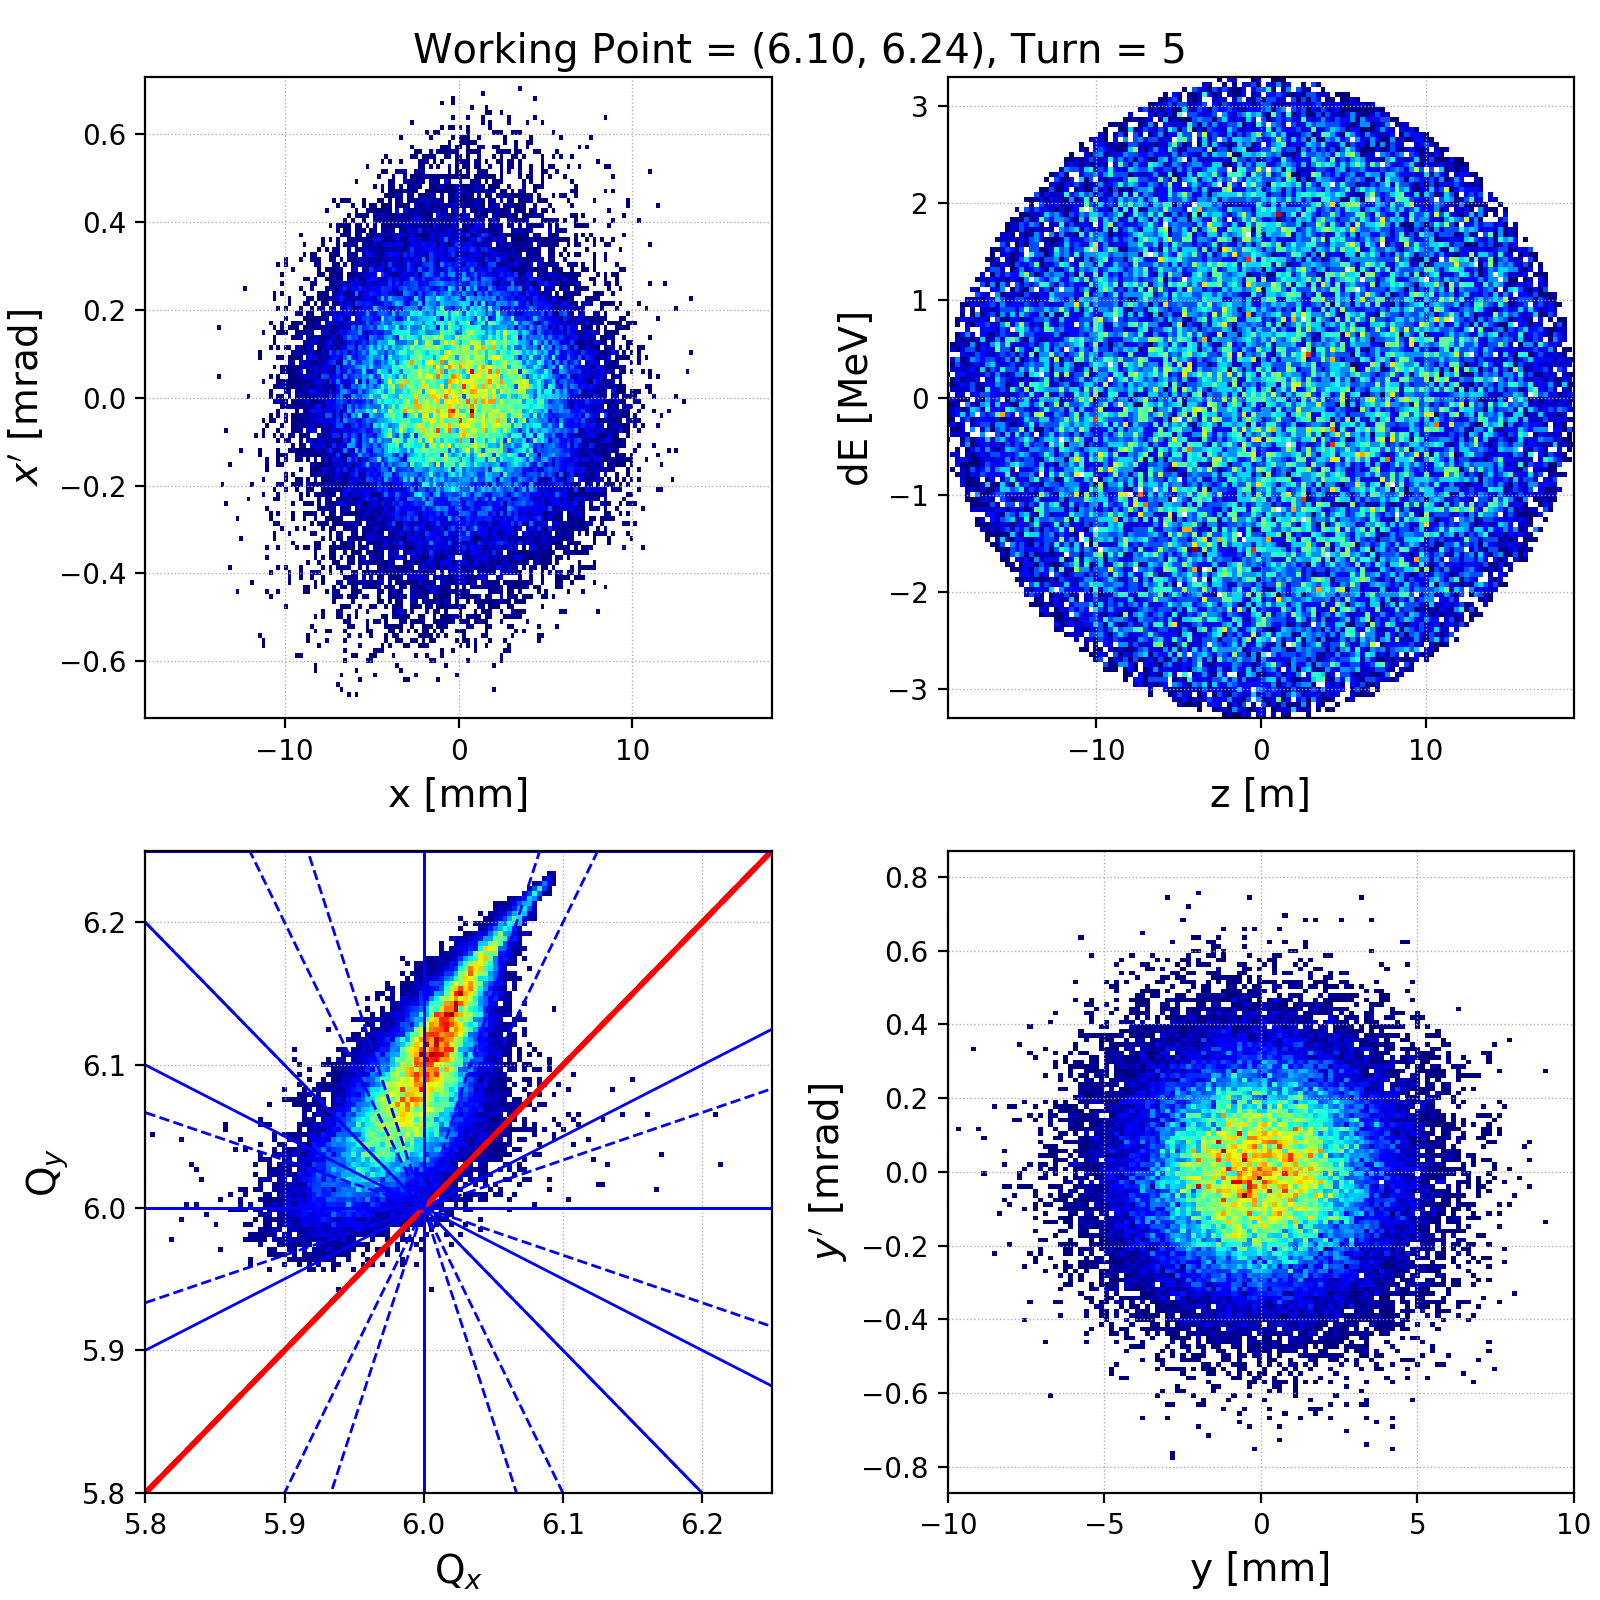 Working Point = (6.10, 6.24), Turn = 5
0.6
0.4
0.2
0.0
−0.2
−0.4
−0.6
x′ [mrad]
−10 0 10
x [mm]
3
2
1
0
−1
−2
−3
dE [MeV]
−10 0 10
z [m]
6.2
6.1
6.0
5.9
5.8
Qy
5.8 5.9 6.0 6.1 6.2
Qx
0.8
0.6
0.4
0.2
0.0
−0.2
−0.4
−0.6
−0.8
y′ [mrad]
−10 −5 0 5 10
y [mm]